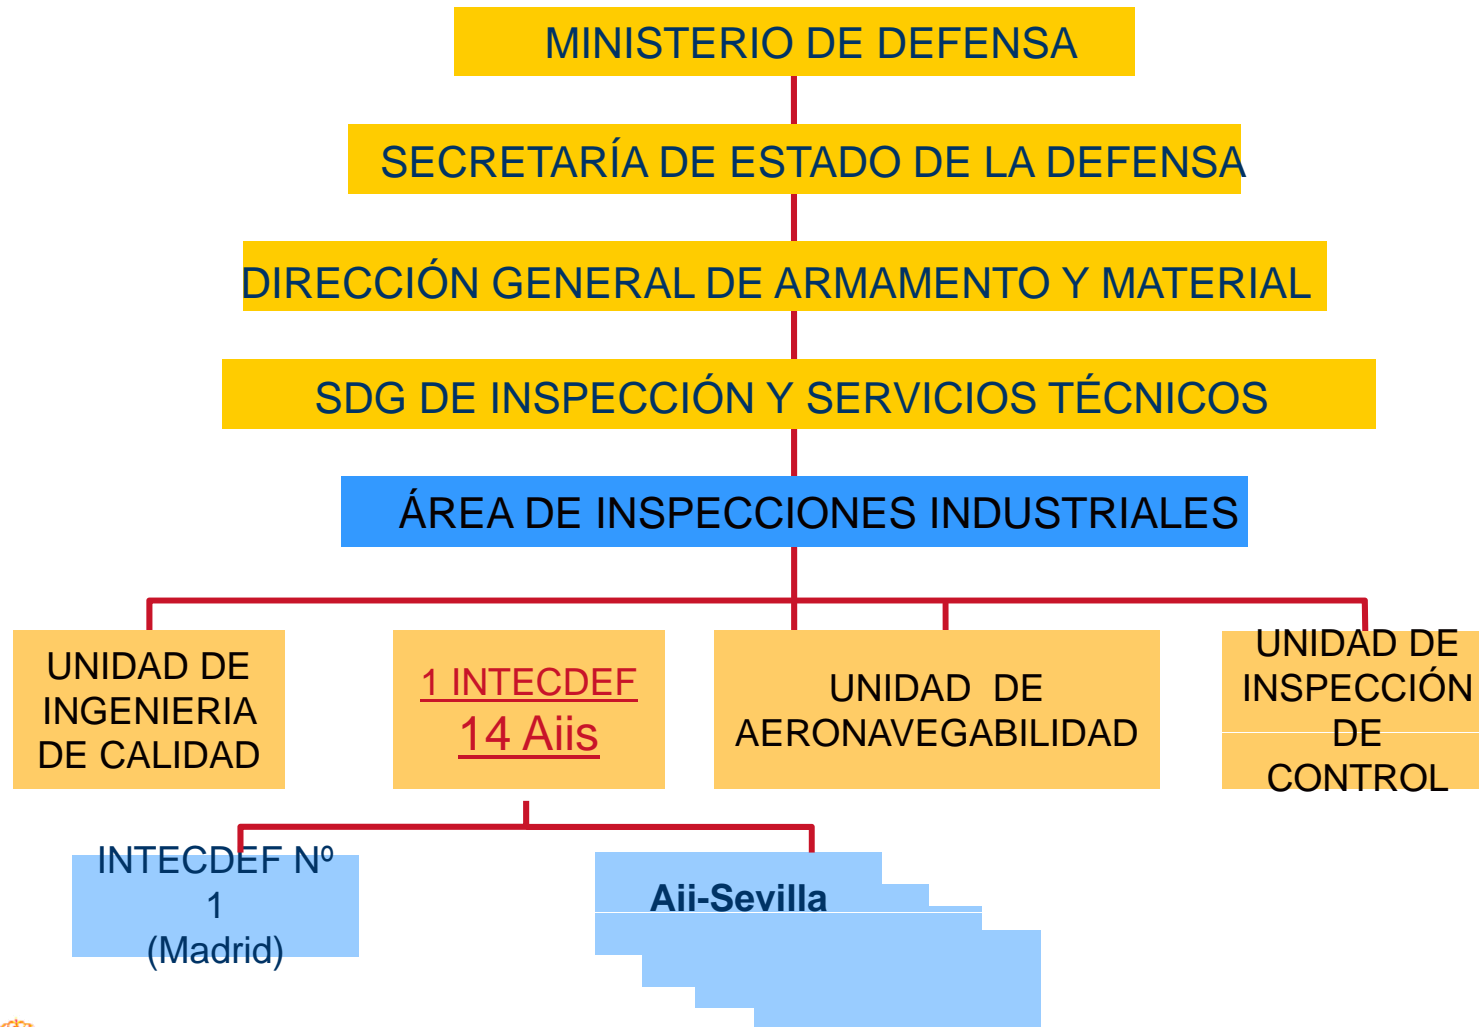 MINISTERIO DE DEFENSA
SECRETARÍA DE ESTADO DE LA DEFENSA
DIRECCIÓN GENERAL DE ARMAMENTO Y MATERIAL
SDG DE INSPECCIÓN Y SERVICIOS TÉCNICOS
ÁREA DE INSPECCIONES INDUSTRIALES
UNIDAD DE
INGENIERIA
DE CALIDAD
1 INTECDEF
14 Aiis
UNIDAD DE
AERONAVEGABILIDAD
UNIDAD DE
INSPECCIÓN
DE
CONTROL
INTECDEF Nº
1
(Madrid)
Aii-Sevilla